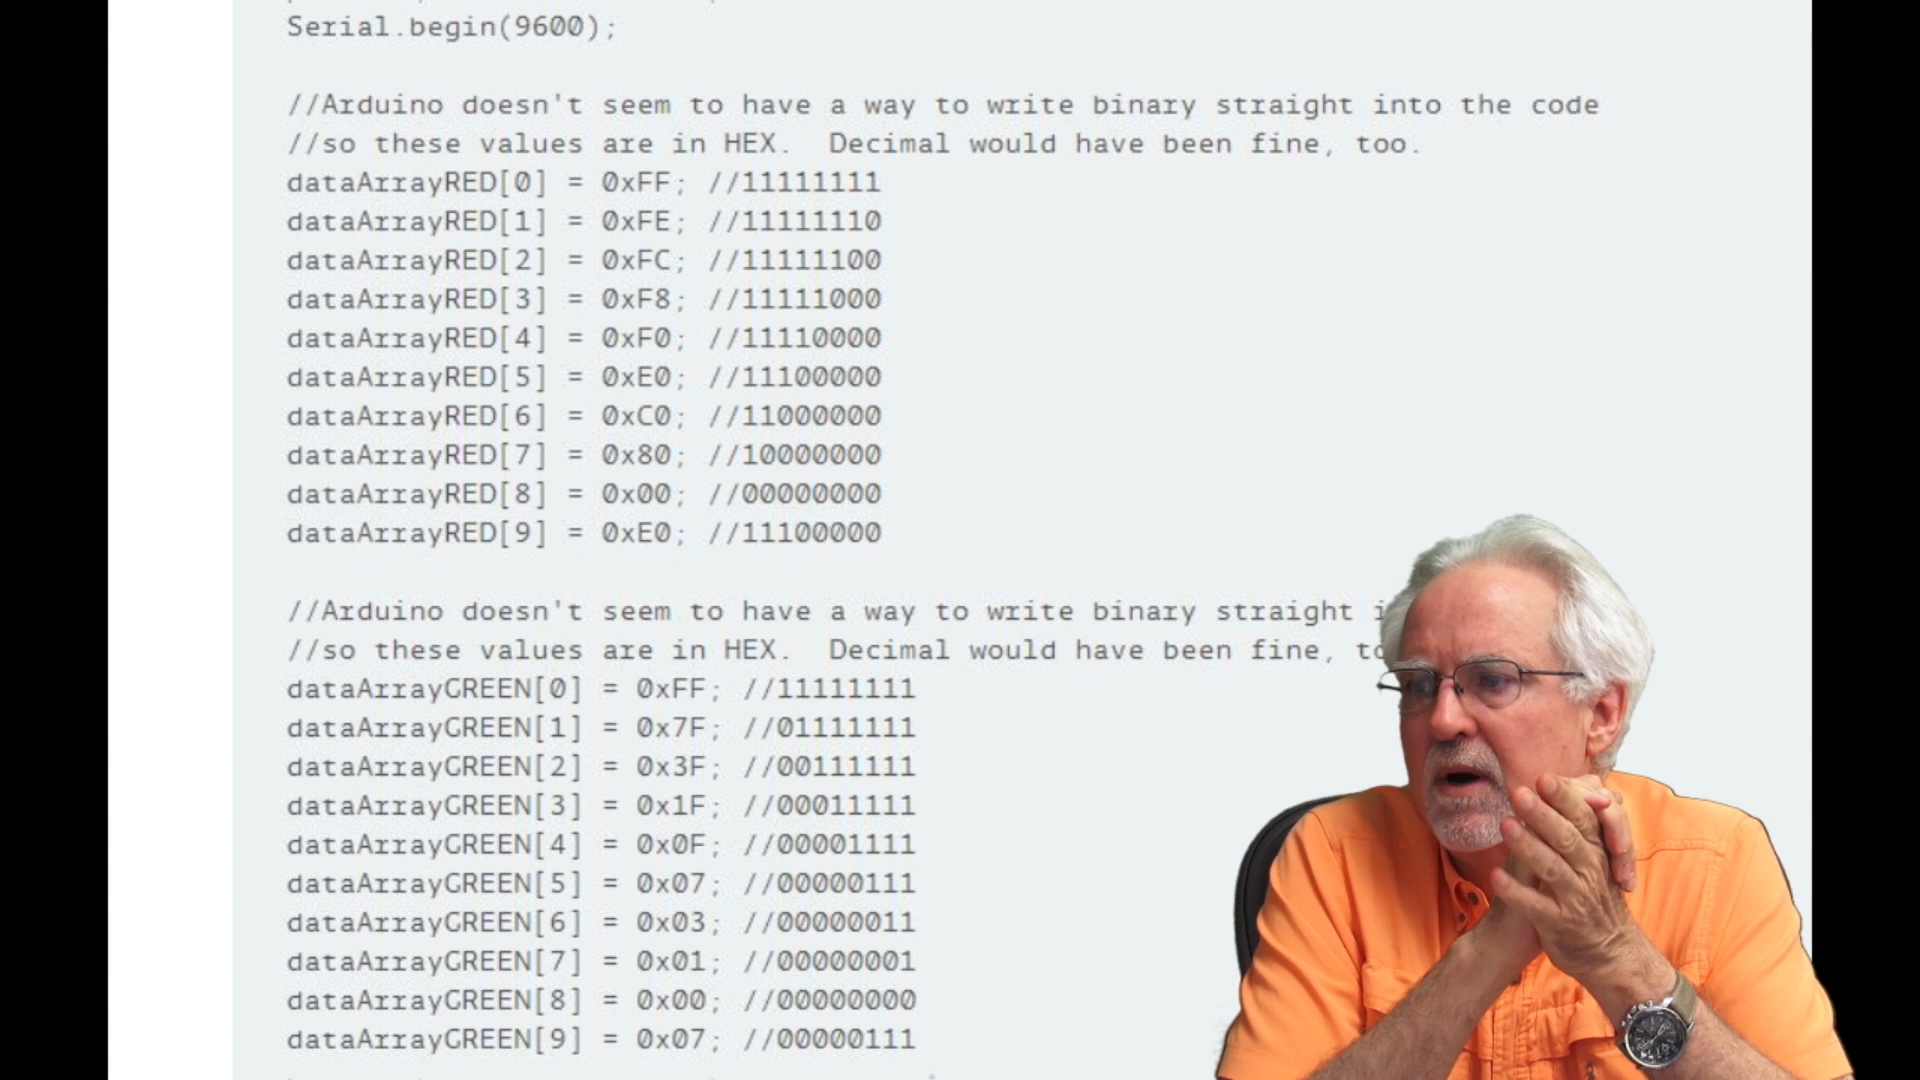 Serial.begin(9600);
//Arduino doesn't seem to have a way to write binary straight into the code
//so these values are in HEX.  Decimal would have been fine, too.
dataArrayRED[0] = 0xFF; //11111111
dataArrayRED[1] = 0xFE; //11111110
dataArrayRED[2] = 0xFC; //11111100
dataArrayRED[3] = 0xF8; //11111000
dataArrayRED[4] = 0xF0; //11110000
dataArrayRED[5] = 0xE0; //11100000
dataArrayRED[6] = 0xC0; //11000000
dataArrayRED[7] = 0x80; //10000000
dataArrayRED[8] = 0x00; //00000000
dataArrayRED[9] = 0xE0; //11100000
//Arduino doesn't seem to have a way to write binary straight
//so these values are in HEX.  Decimal would have been fine,
dataArrayGREEN[0] = 0xFF; //11111111
dataArrayGREEN[1] = 0x7F; //01111111
dataArrayGREEN[2] = 0x3F; //00111111
dataArrayGREEN[3] = 0x1F; //00011111
dataArrayGREEN[4] = 0x0F; //00001111
dataArrayGREEN[5] = 0x07; //00000111
dataArrayGREEN[6] = 0x03; //00000011
dataArrayGREEN[7] = 0x01; //00000001
dataArrayGREEN[8] = 0x00; //00000000
dataArrayGREEN[9] = 0x07; //00000111